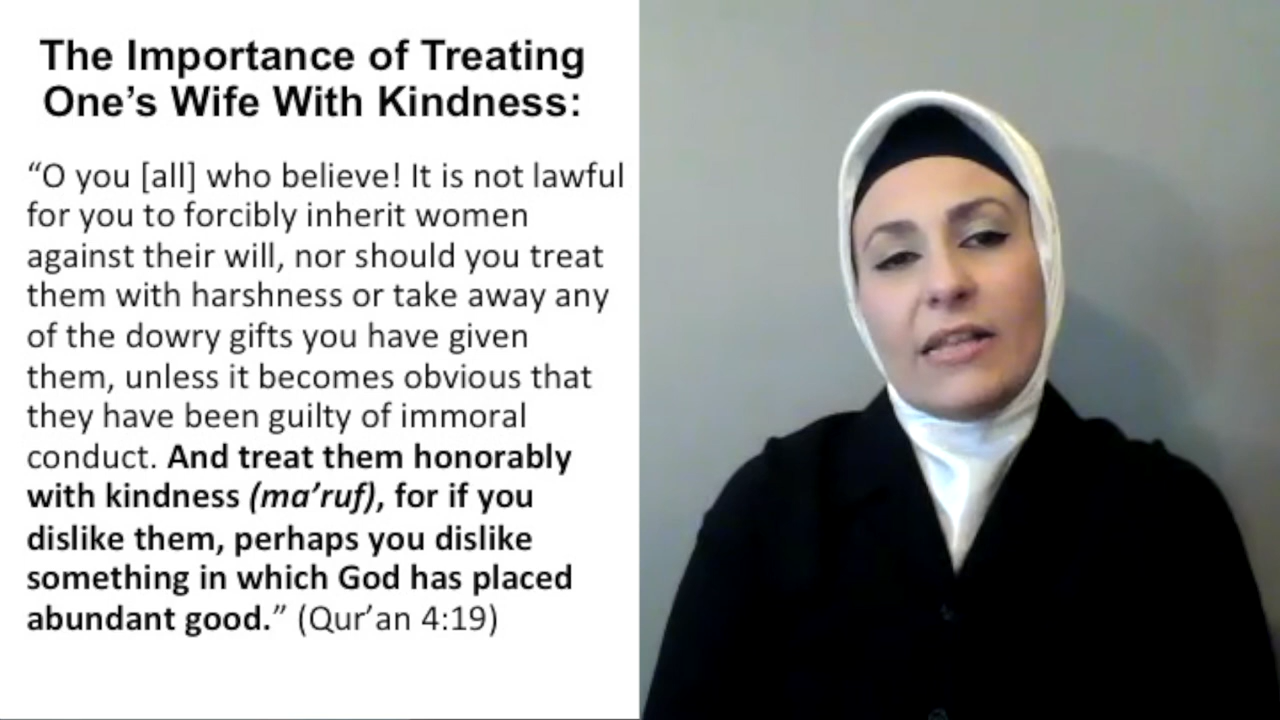 The Importance of Treating
One’s Wife With Kindness:
“O you [all] who believe! It is not lawful
for you to forcibly inherit women
against their will, nor should you treat
them with harshness or take away any
of the dowry gifts you have given
them, unless it becomes obvious that
they have been guilty of immoral
conduct. And treat them honorably
with kindness (ma’ruf), for if you
dislike them, perhaps you dislike
something in which God has placed
abundant good.” (Qur’an 4:19)